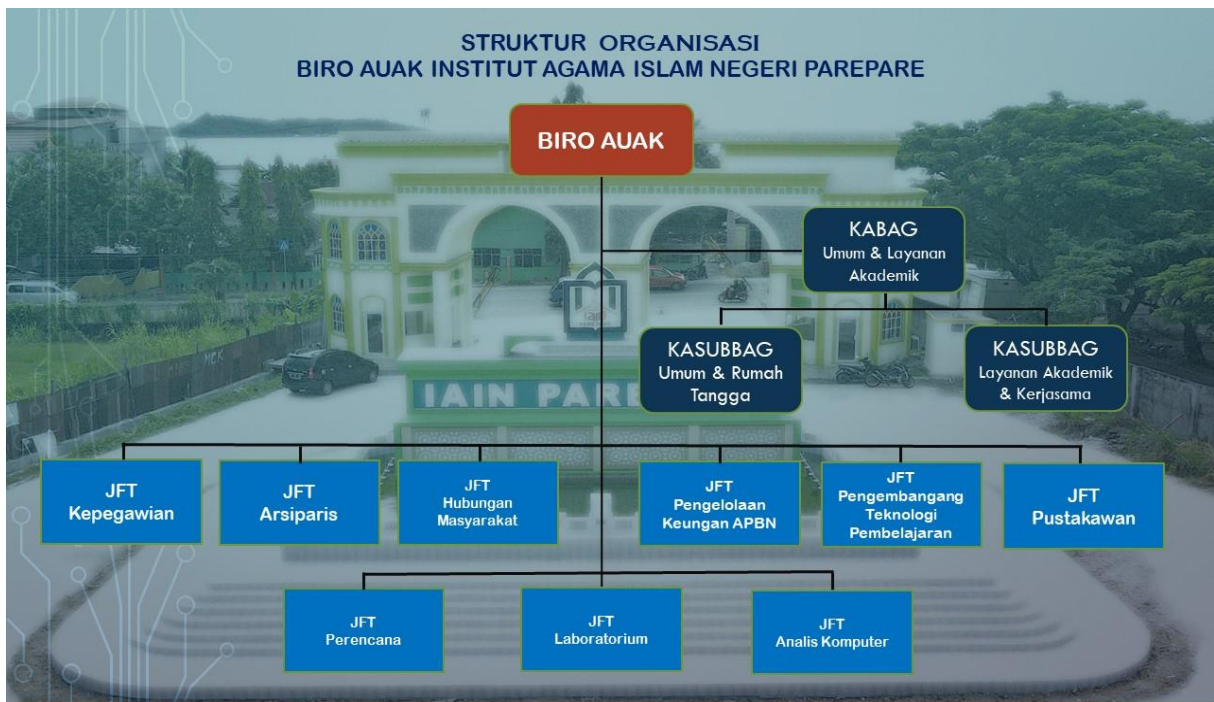 STRUKTUR ORGANISASI
BIRO AUAK INSTITUT AGAMA ISLAM NEGERI PAREPARE
BIRO AUAK
KABAG
Umum & Layanan
Akademik
KASUBBAG
Umum & Rumah
Tangga
KASUBBAG
Layanan Akademik
& Kerjasama
IAIN PARE
JFT
Kepegawian
JFT
Arsiparis
JFT
Hubungan
Masyarakat
JFT
Pengelolaan
Keungan APBN
JFT
Pengembangang
Teknologi
Pembelajaran
JFT
Pustakawan
JFT
Perencana
JFT
Laboratorium
JFT
Analis Komputer